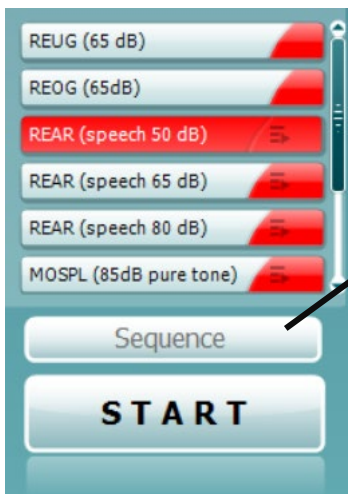 REUG (65 dB)
REOG (65dB)
REAR (speech 50 dB)
REAR (speech 65 dB)
REAR (speech 80 dB)
MOSPL (85dB pure tone)
Sequence
START